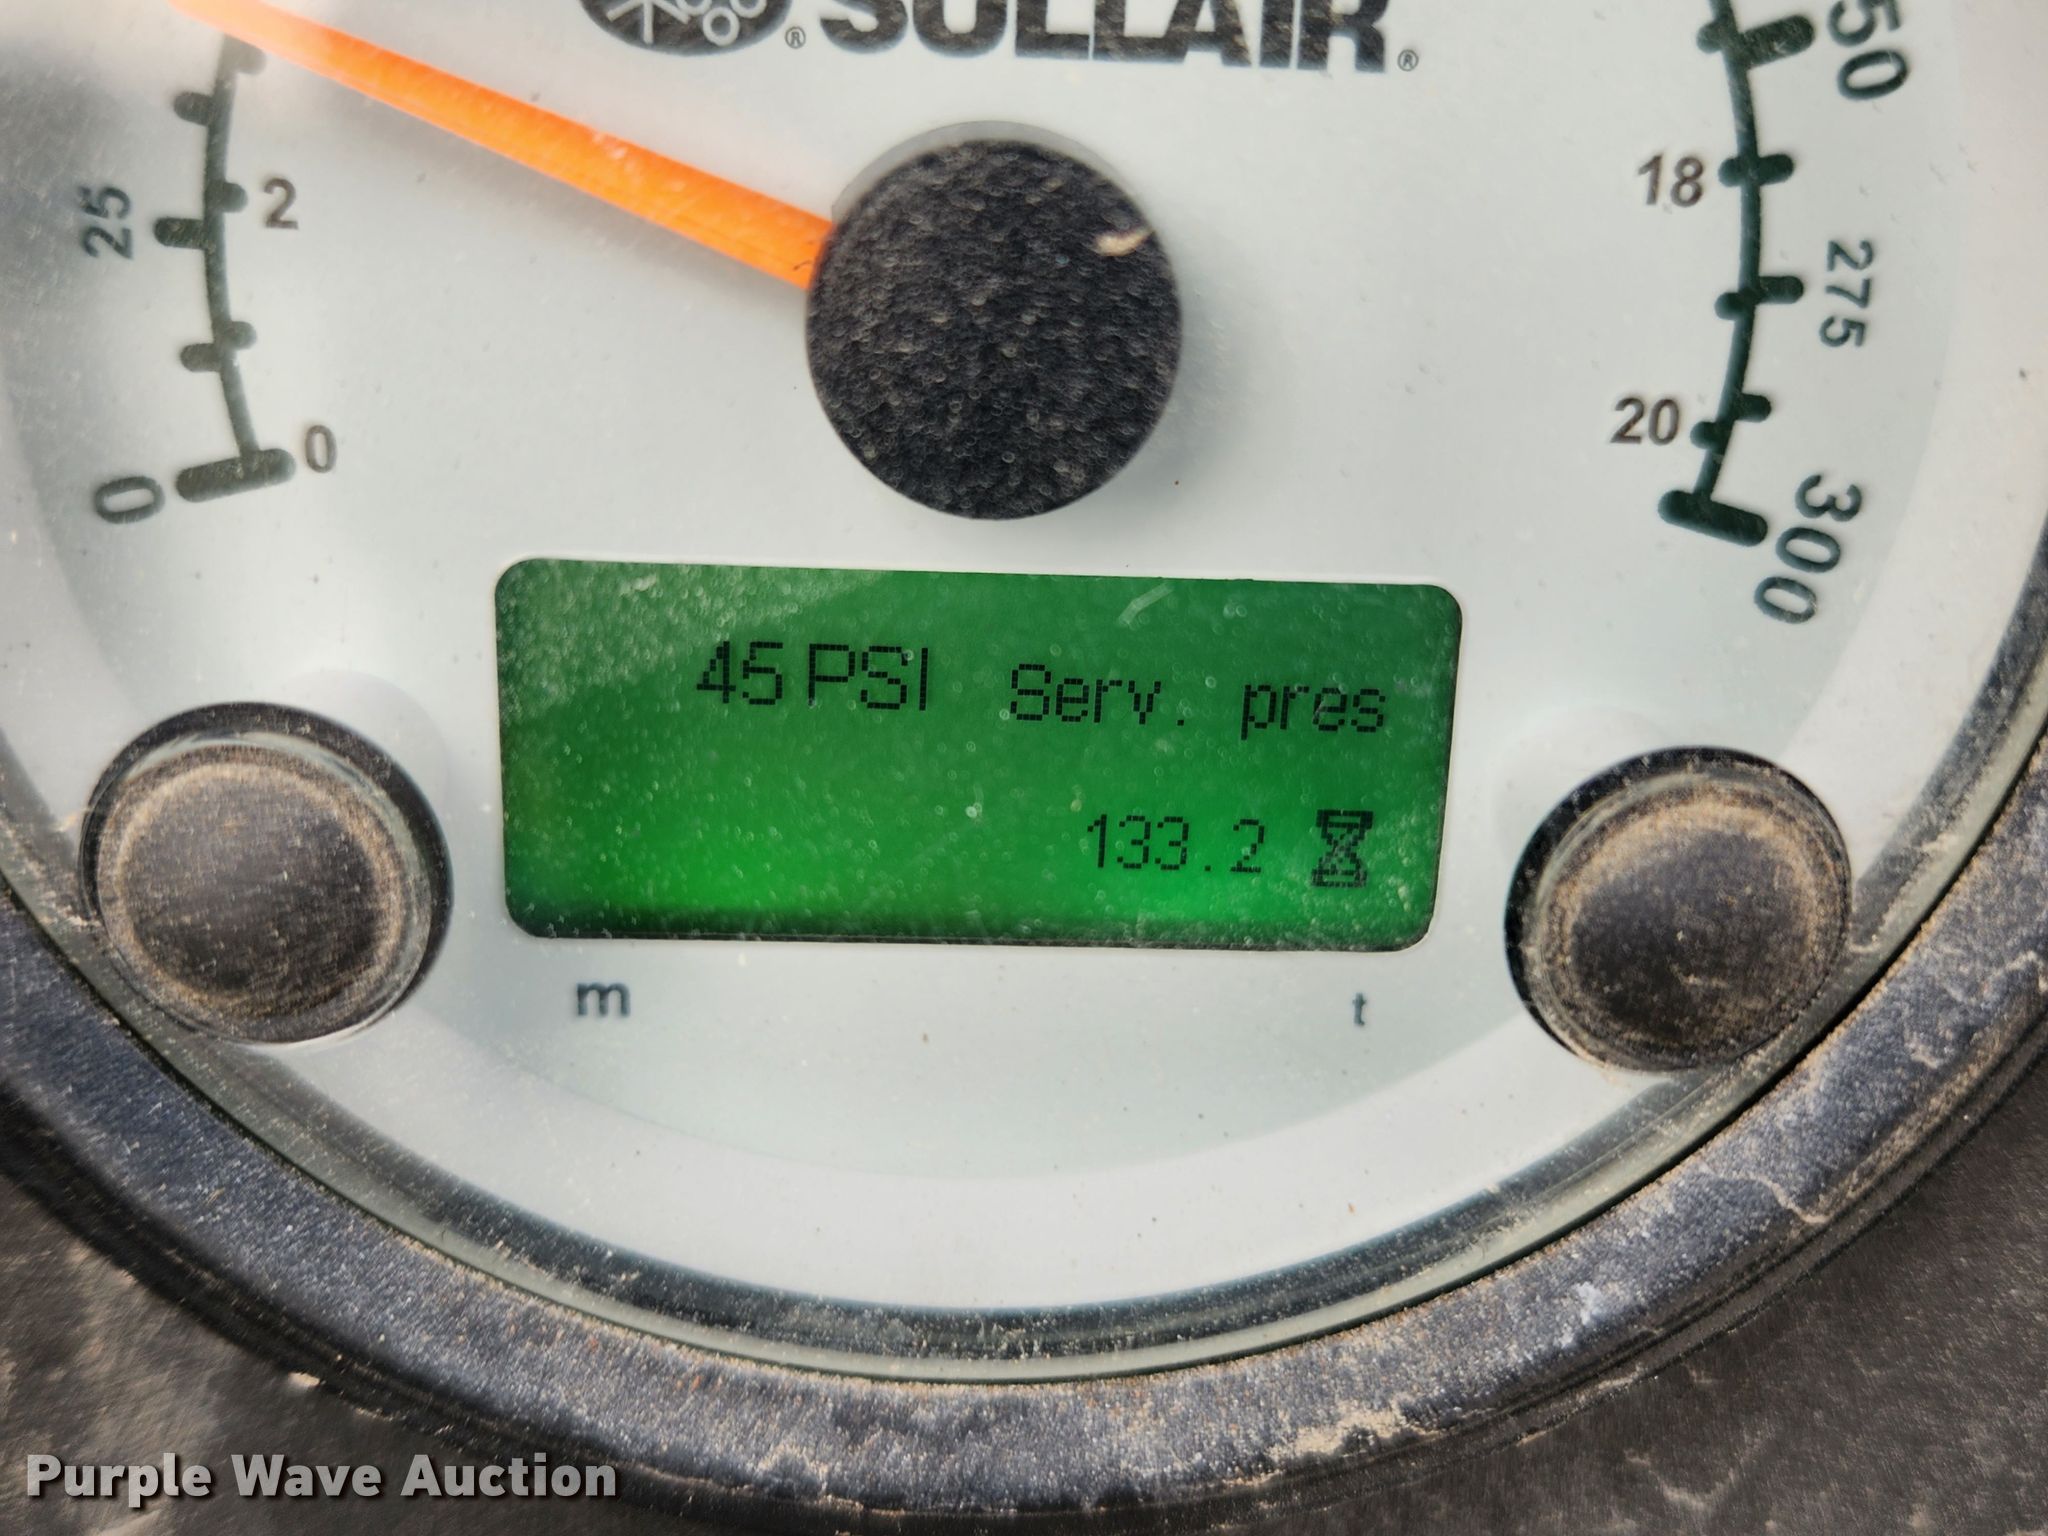 SULLAIR
® ®
50
25
2
18
275
0
0
20
300
45 PSI Serv. pres
133.2
m
t
Purple Wave Auction